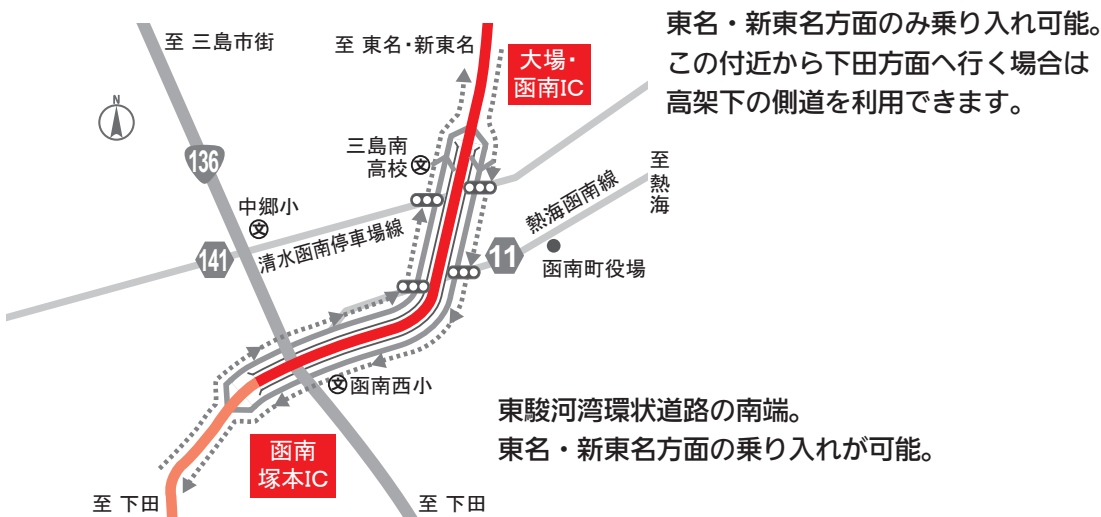 東名・新東名方面のみ乗り入れ可能。
この付近から下田方面へ行く場合は
高架下の側道を利用できます。
至 三島市街
至 東名・新東名
大場・
函南IC
N
三島南
高校
文
136
至熱海
熱海函南線
中郷小
文
清水函南停車場線
141
11
函南町役場
文函南西小
東駿河湾環状道路の南端。
東名・新東名方面の乗り入れが可能。
函南
塚本IC
至 下田
至 下田